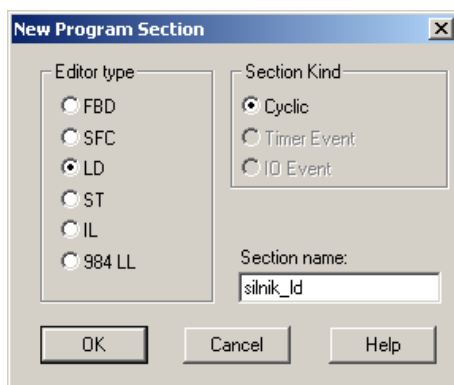 New Program Section
Editor type
FBD
SFC
LD
ST
IL
984 LL
Section Kind
Cyclic
Timer Event
IO Event
Section name:
silnik_ld
OK
Cancel
Help